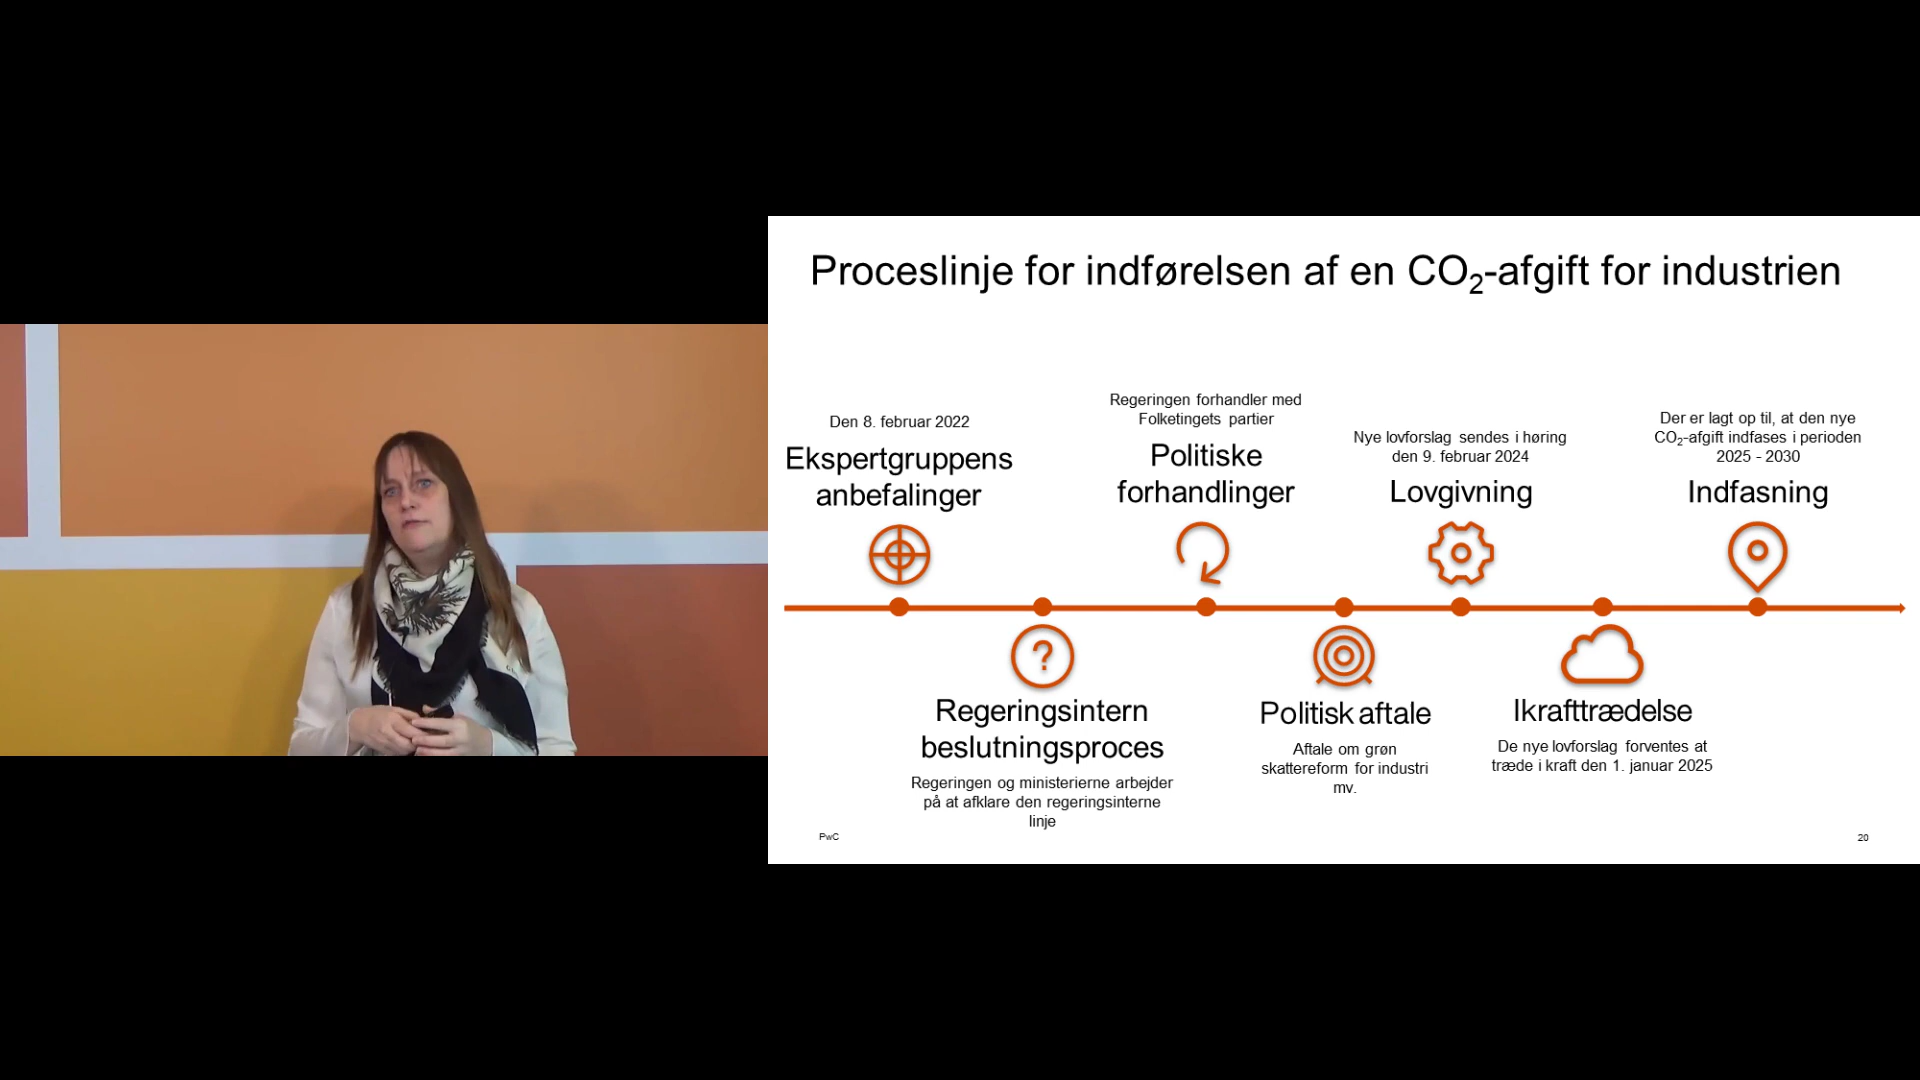 Proceslinje for indførelsen af en CO₂-afgift for industrien
Den 8. februar 2022
Ekspertgruppens
anbefalinger
Regeringsintern
beslutningsproces
Regeringen og ministerierne arbejder
på at afklare den regeringsinterne
linje
Regeringen forhandler med
Folketingets partier
Politiske
forhandlinger
Politisk aftale
Aftale om grøn
skattereform for industri
mv.
Nye lovforslag sendes i høring
den 9. februar 2024
Lovgivning
Ikrafttrædelse
De nye lovforslag forventes at
træde i kraft den 1. januar 2025
Der er lagt op til, at den nye
CO₂-afgift indfases i perioden
2025 - 2030
Indfasning
?
PwC
20